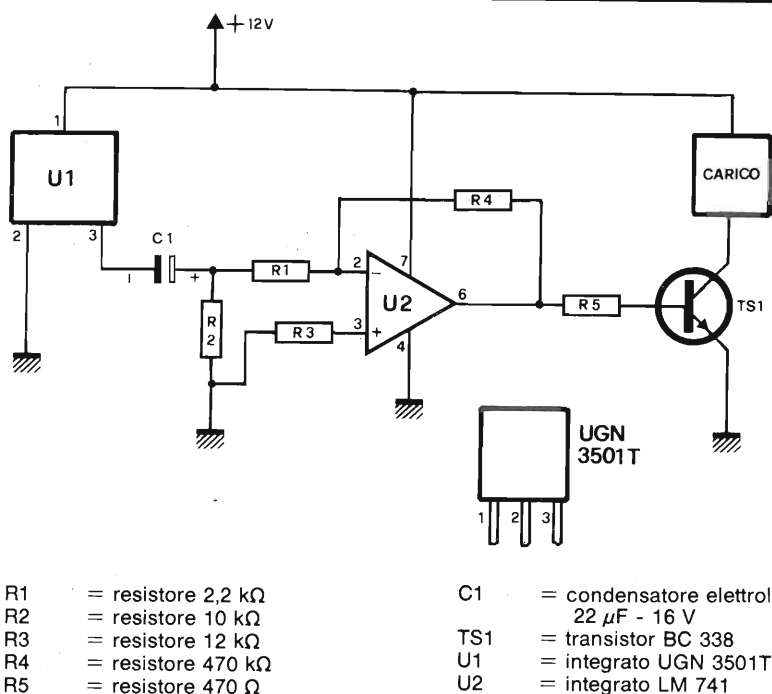 + 12V
1
U1
2
3
C1
-
+
R1
R2
R3
R4
2
-
7
U2
6
3
+
4
R5
CARICO
TS1
UGN
3501T
1 2 3
R1 = resistore 2,2 kΩ
R2 = resistore 10 kΩ
R3 = resistore 12 kΩ
R4 = resistore 470 kΩ
R5 = resistore 470 Ω
C1 = condensatore elettrol
22 μF - 16 V
TS1 = transistor BC 338
U1 = integrato UGN 3501T
U2 = integrato LM 741